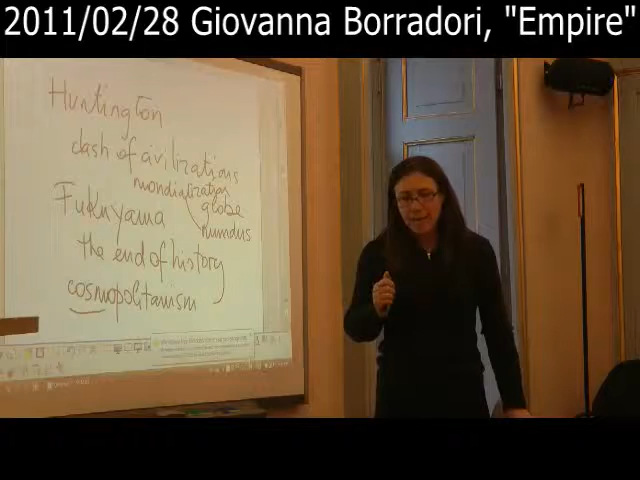 2011/02/28 Giovanna Borradori, "Empire"
Huntington
clash of civilizations
mondialization
globe
Fukuyama
mundus
the end of history
cosmopolitanism